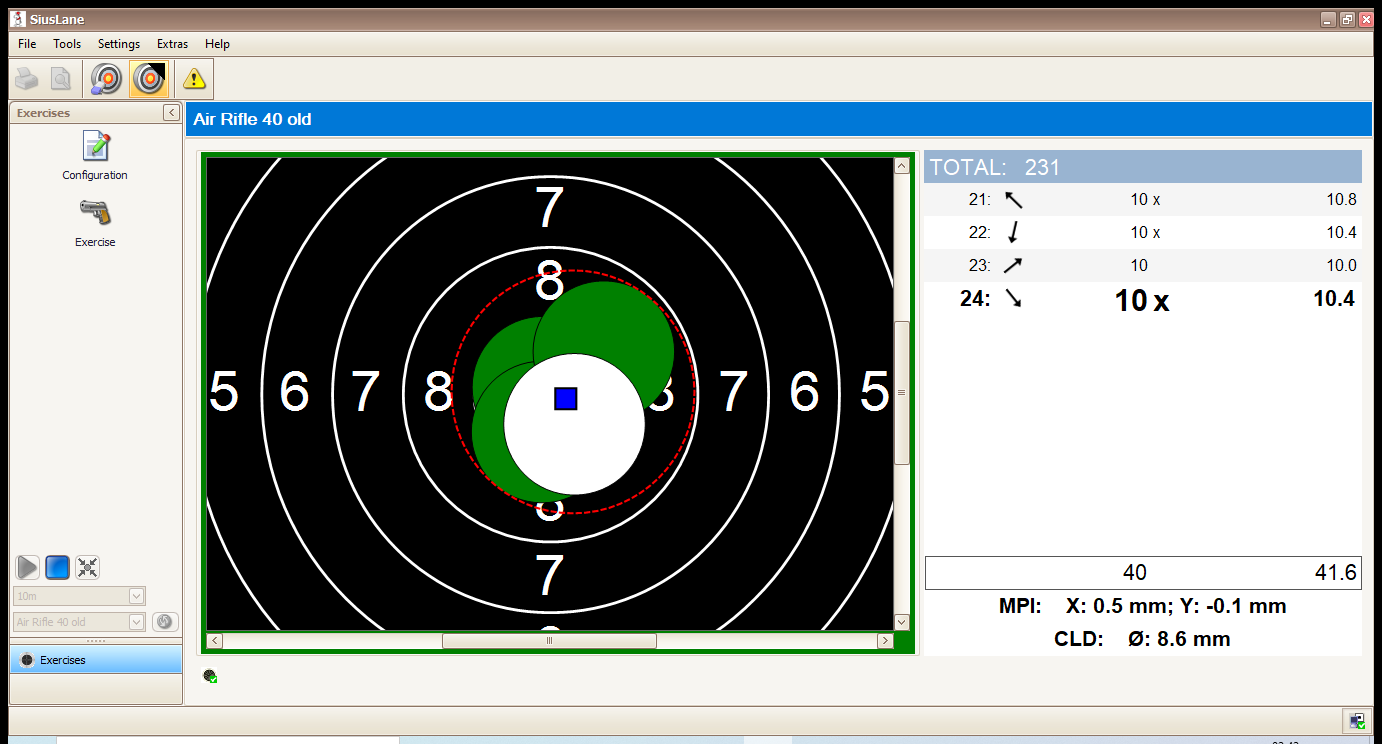 SiusLane
File Tools Settings Extras Help
Exercises
Configuration
Exercise
10m
Air Rifle 40 old
Exercises
Air Rifle 40 old
7
8
5 6 7 8 8 7 6 5
8
7
TOTAL: 231
21: 10 x 10.8
22: 10 x 10.4
23: 10 10.0
24: 10 x 10.4
40 41.6
MPI: X: 0.5 mm; Y: -0.1 mm
CLD: Ø: 8.6 mm